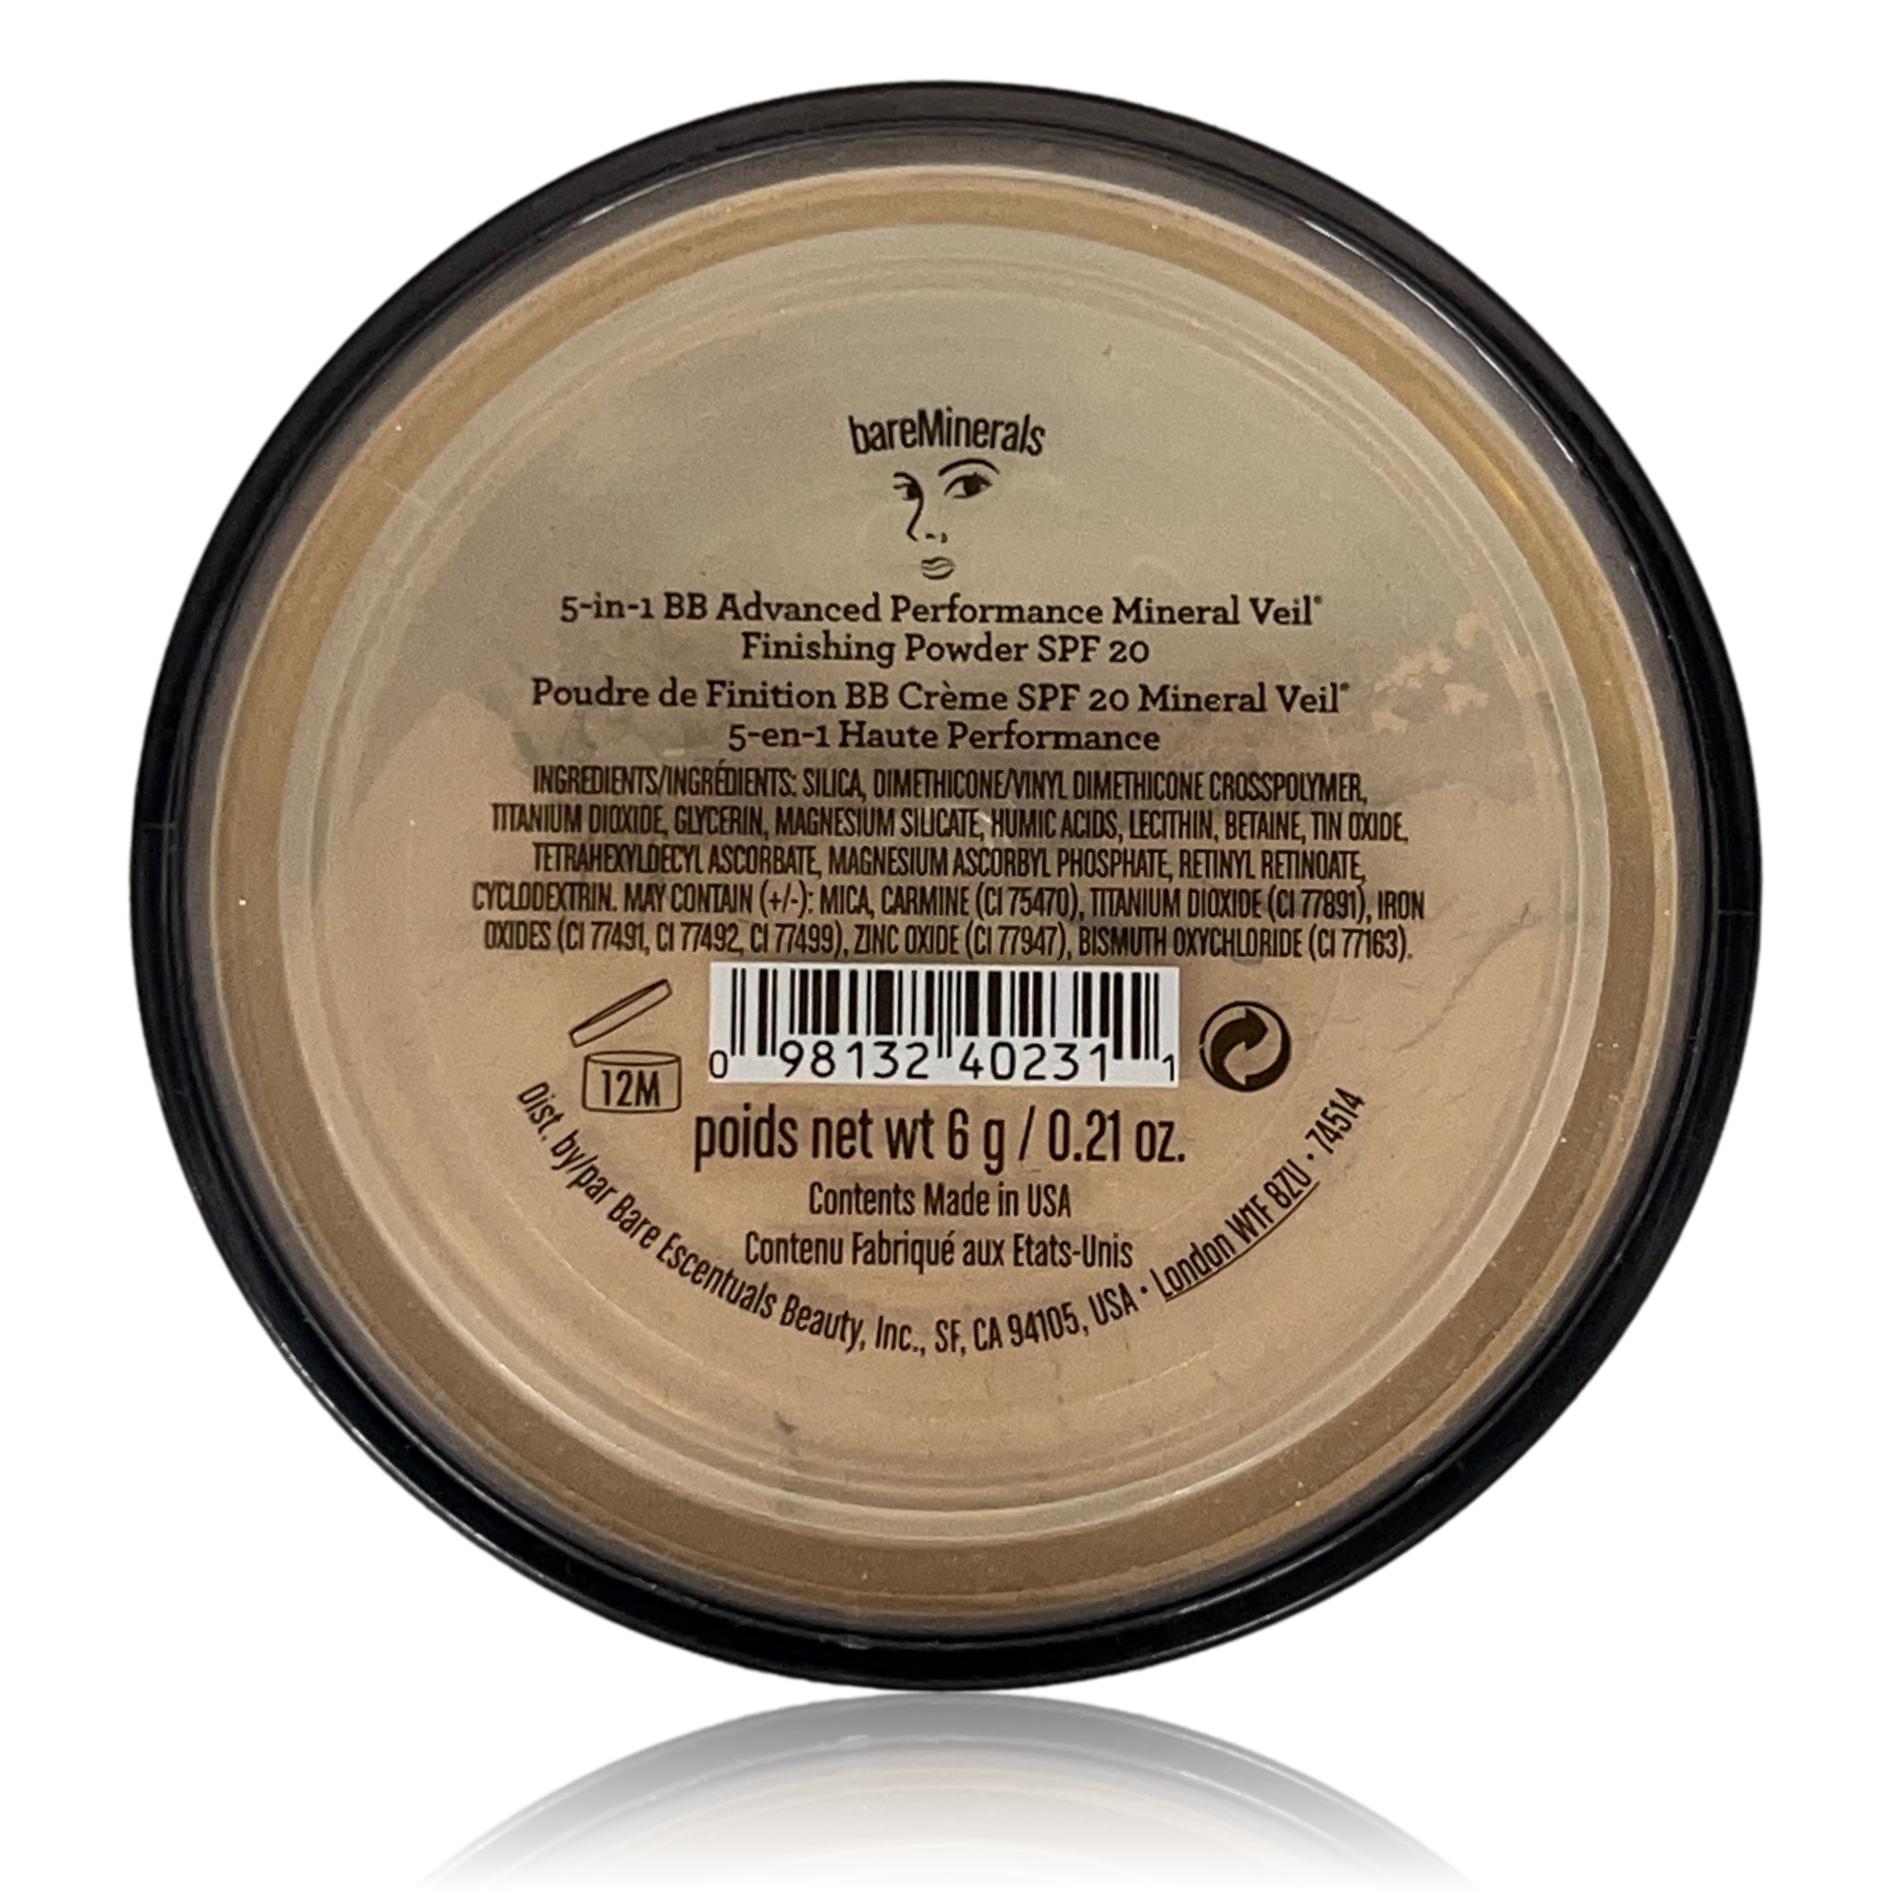 bareMinerals
5-in-1 BB Advanced Performance Mineral Veil®
Finishing Powder SPF 20
Poudre de Finition BB Crème SPF 20 Mineral Veil®
5-en-1 Haute Performance
INGREDIENTS/INGRÉDIENTS: SILICA, DIMETHICONE/VINYL DIMETHICONE CROSSPOLYMER,
TITANIUM DIOXIDE, GLYCERIN, MAGNESIUM SILICATE, HUMIC ACIDS, LECITHIN, BETAINE, TIN OXIDE,
TETRAHEXYLDECYL ASCORBATE, MAGNESIUM ASCORBYL PHOSPHATE, RETINYL RETINOATE,
CYCLODEXTRIN. MAY CONTAIN (+/-): MICA, CARMINE (CI 75470), TITANIUM DIOXIDE (CI 77891), IRON
OXIDES (CI 77491, CI 77492, CI 77499), ZINC OXIDE (CI 77947), BISMUTH OXYCHLORIDE (CI 77163).
0 98132 40231 1
12M
poids net wt 6 g / 0.21 oz.
Contents Made in USA
Contenu Fabriqué aux Etats-Unis
Dist. by/par Bare Escentuals Beauty, Inc., SF, CA 94105, USA • London W1F 8ZU • 74514